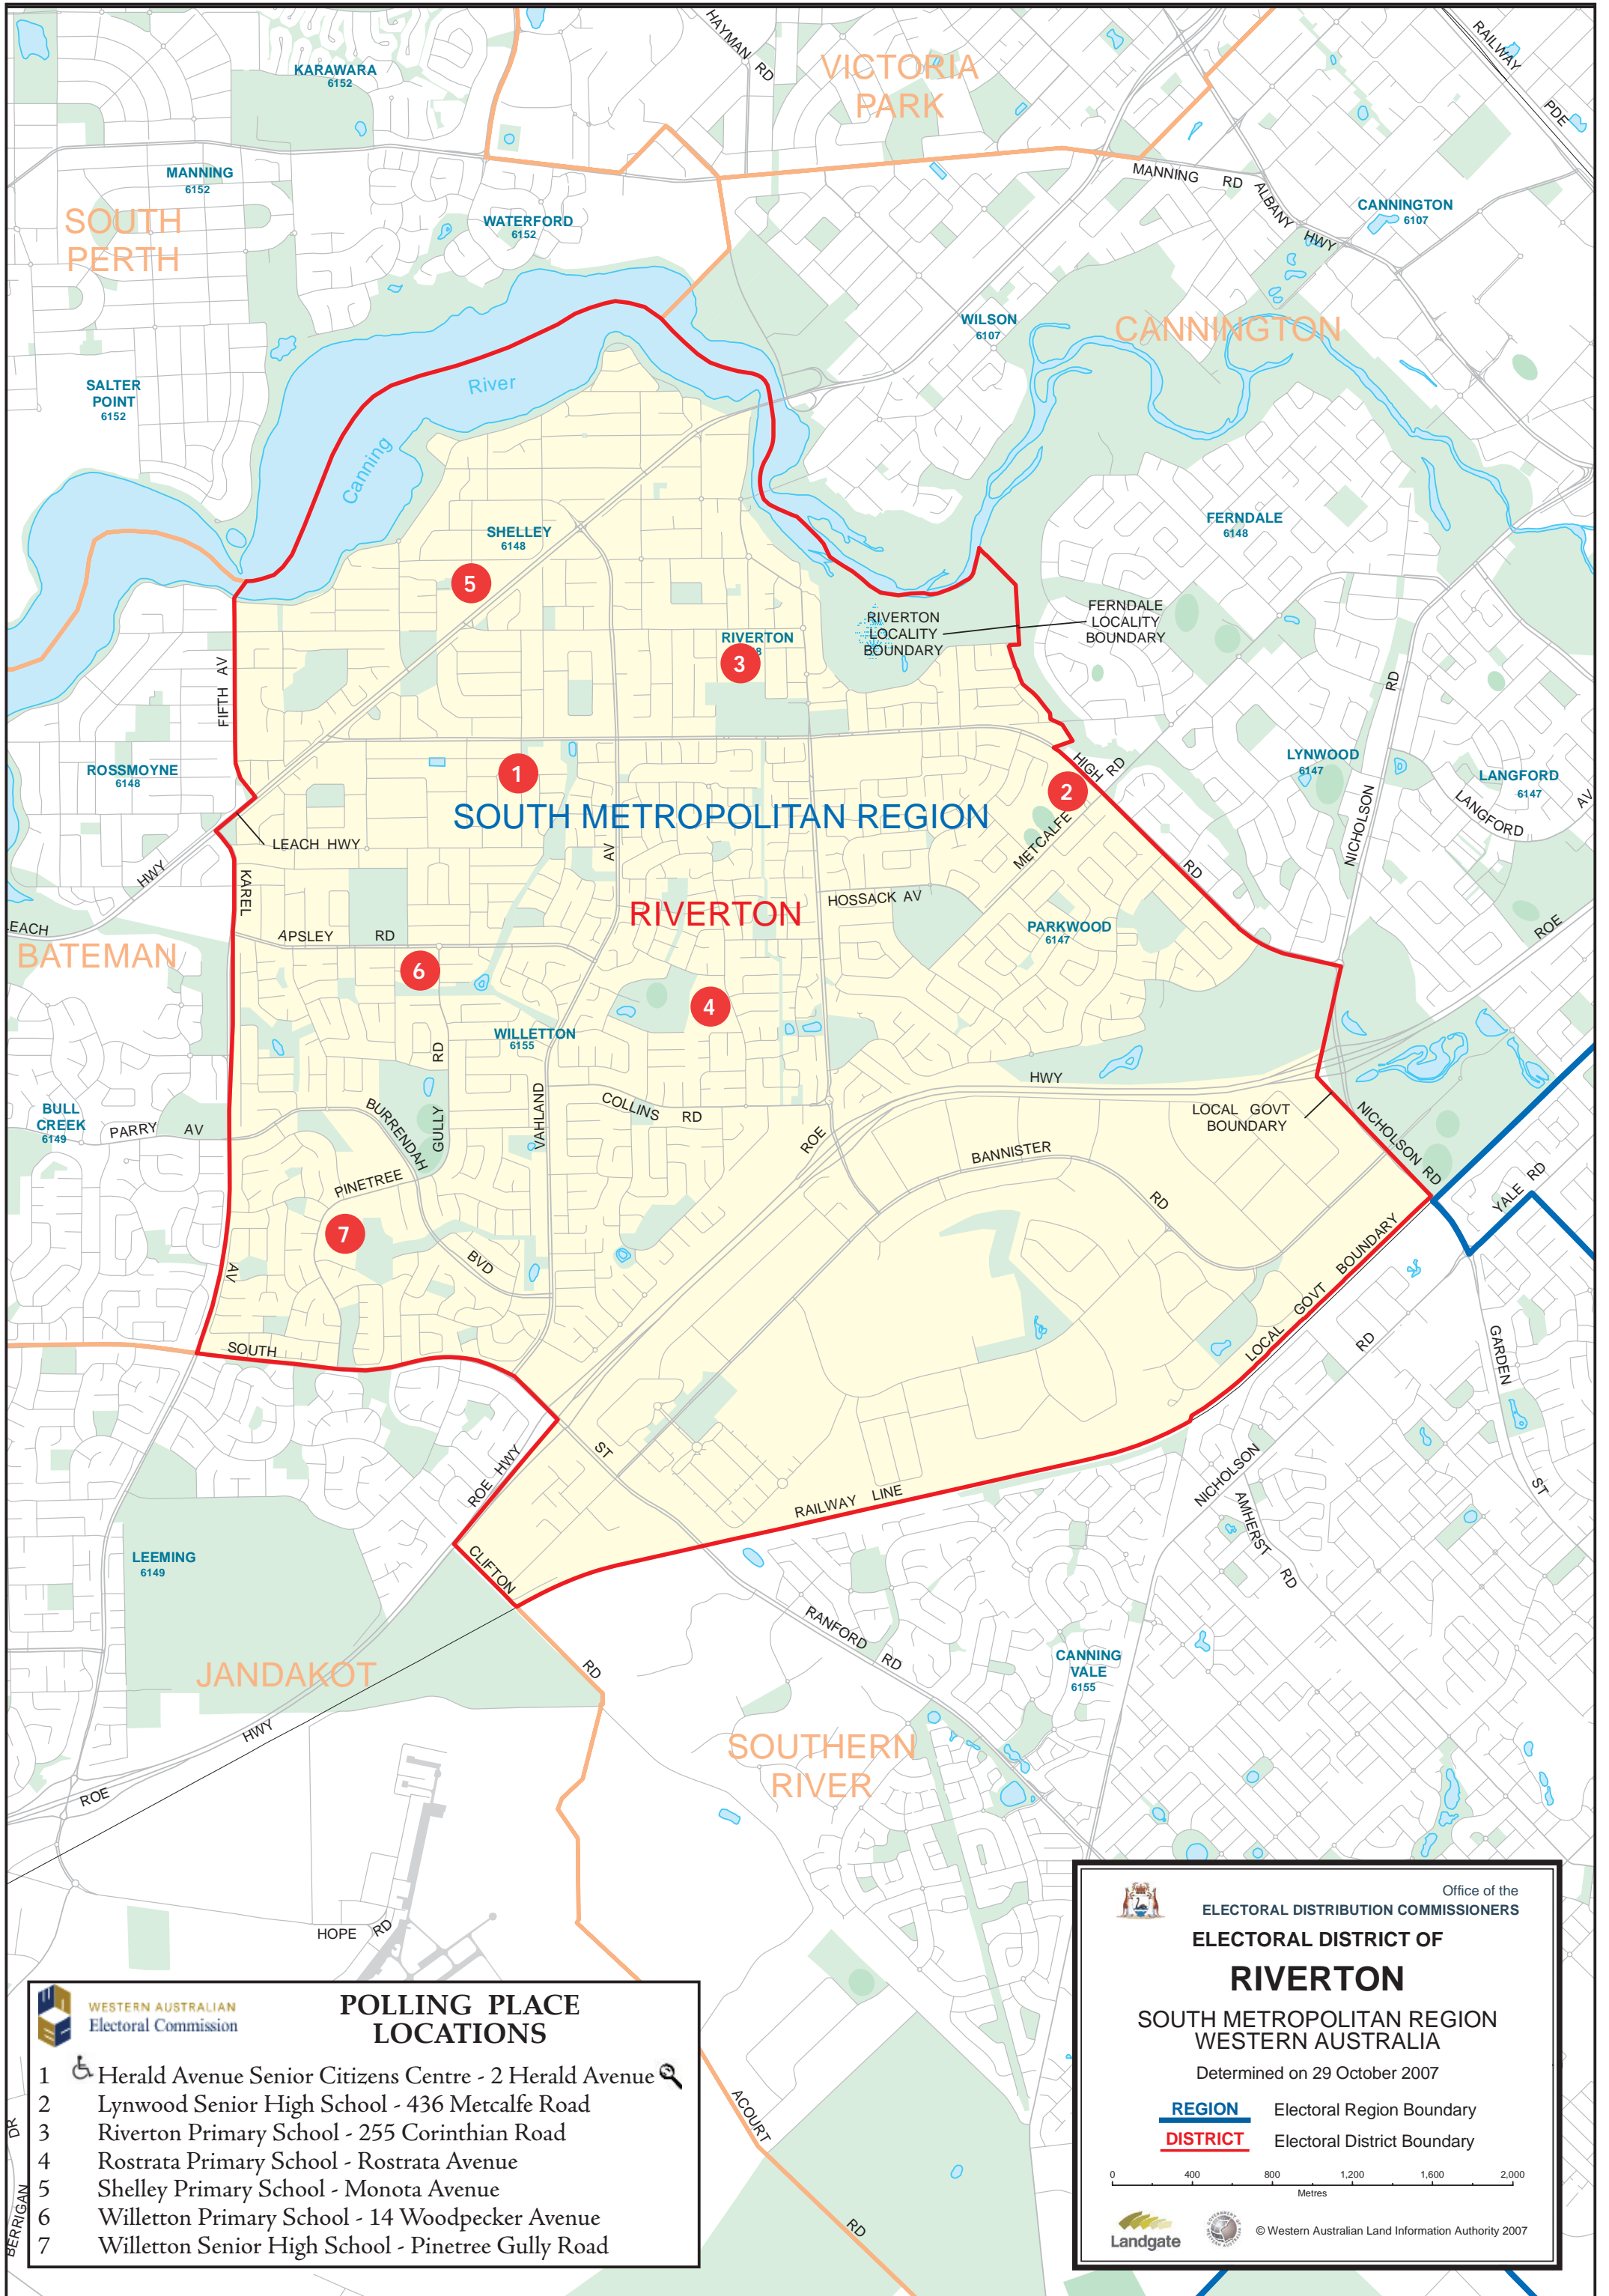 HAYMAN RD
VICTORIA
PARK
RAILWAY
PDE
KARAWARA
6152
MANNING
6152
SOUTH
PERTH
WATERFORD
6152
MANNING RD
ALBANY
HWY
CANNINGTON
6107
WILSON
6107
CANNINGTON
SALTER
POINT
6152
River
Canning
SHELLEY
6148
5
FERNDALE
6148
RIVERTON
LOCALITY
BOUNDARY
FERNDALE
LOCALITY
BOUNDARY
RIVERTON
8
3
FIFTH AV
ROSSMOYNE
6148
1
HIGH RD
2
LYNWOOD
6147
RD
NICHOLSON
LANGFORD
6147
LANGFORD
AV
SOUTH METROPOLITAN REGION
LEACH HWY
HWY
METCALFE
RD
KAREL
AV
HOSSACK AV
RIVERTON
LEACH
BATEMAN
APSLEY RD
PARKWOOD
6147
ROE
6
4
WILLETTON
6155
RD
HWY
BULL
CREEK
6149
PARRY AV
BURRENDAH
GULLY
VAHLAND
COLLINS RD
LOCAL GOVT
BOUNDARY
NICHOLSON RD
ROE
BANNISTER
RD
PINETREE
YALE RD
7
BVD
AV
LOCAL GOVT BOUNDARY
SOUTH
RD
GARDEN
ST
ROE HWY
ST
NICHOLSON
AMHERST
RD
RAILWAY LINE
LEEMING
6149
CLIFTON
RD
RANFORD
RD
CANNING
VALE
6155
JANDAKOT
HWY
SOUTHERN
RIVER
ROE
HOPE RD
BERRIGAN
DR
ACOURT
RD
WESTERN AUSTRALIAN
Electoral Commission
POLLING PLACE
LOCATIONS
1 Herald Avenue Senior Citizens Centre - 2 Herald Avenue
2 Lynwood Senior High School - 436 Metcalfe Road
3 Riverton Primary School - 255 Corinthian Road
4 Rostrata Primary School - Rostrata Avenue
5 Shelley Primary School - Monota Avenue
6 Willetton Primary School - 14 Woodpecker Avenue
7 Willetton Senior High School - Pinetree Gully Road
Office of the
ELECTORAL DISTRIBUTION COMMISSIONERS
ELECTORAL DISTRICT OF
RIVERTON
SOUTH METROPOLITAN REGION
WESTERN AUSTRALIA
Determined on 29 October 2007
REGION Electoral Region Boundary
DISTRICT Electoral District Boundary
0 400 800 1,200 1,600 2,000
Metres
Landgate
© Western Australian Land Information Authority 2007